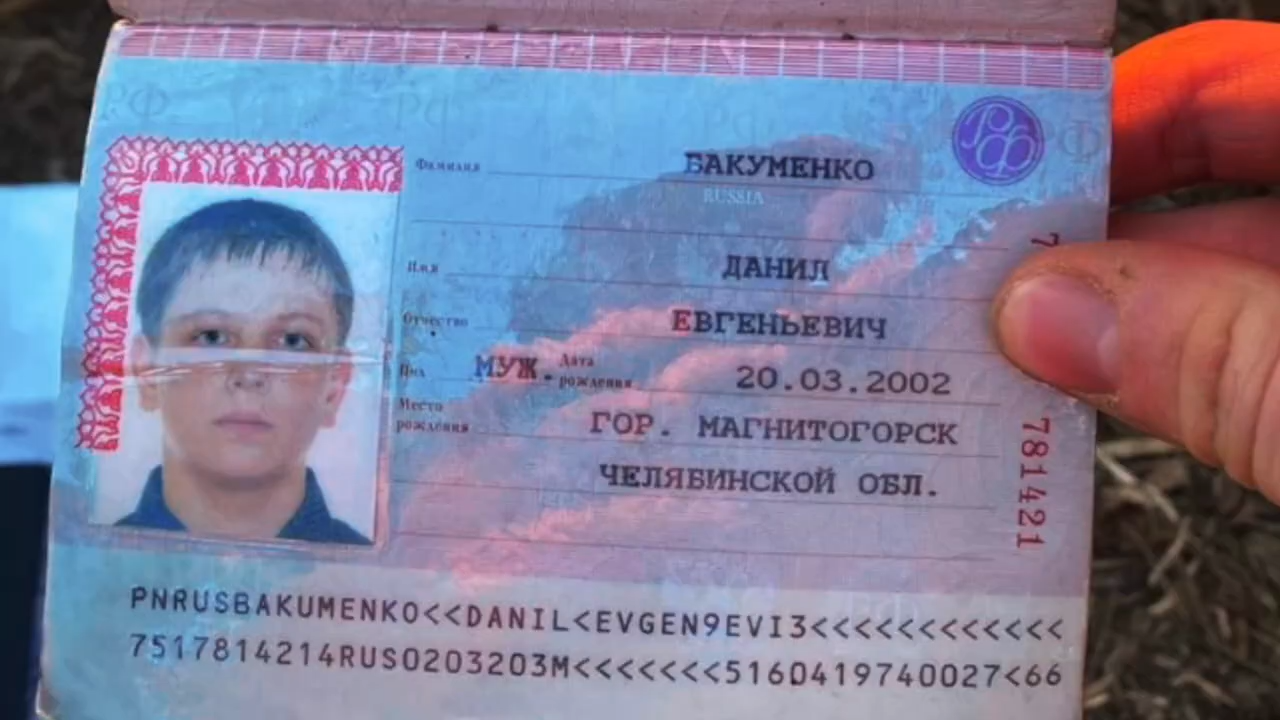 РФ
Фамилия БАКУМЕНКО
RUSSIA
Имя ДАНИЛ
Отчество ЕВГЕНЬЕВИЧ
Пол МУЖ. Дата рождения 20.03.2002
Место рождения ГОР. МАГНИТОГОРСК
ЧЕЛЯБИНСКОЙ ОБЛ.
781421
PNRUSBAKUMENKO<<DANIL<EVGEN9EVI3<<<<<<<<<<<<
7517814214RUS0203203M<<<<<<<5160419740027<66